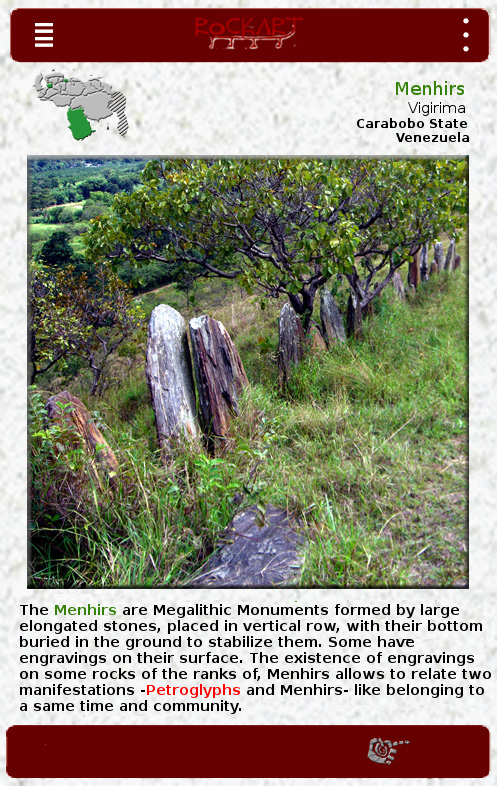 ROCKART
Menhirs
Vigirima
Carabobo State
Venezuela
The Menhirs are Megalithic Monuments formed by large
elongated stones, placed in vertical row, with their bottom
buried in the ground to stabilize them. Some have
engravings on their surface. The existence of engravings
on some rocks of the ranks of, Menhirs allows to relate two
manifestations -Petroglyphs and Menhirs- like belonging to
a same time and community.